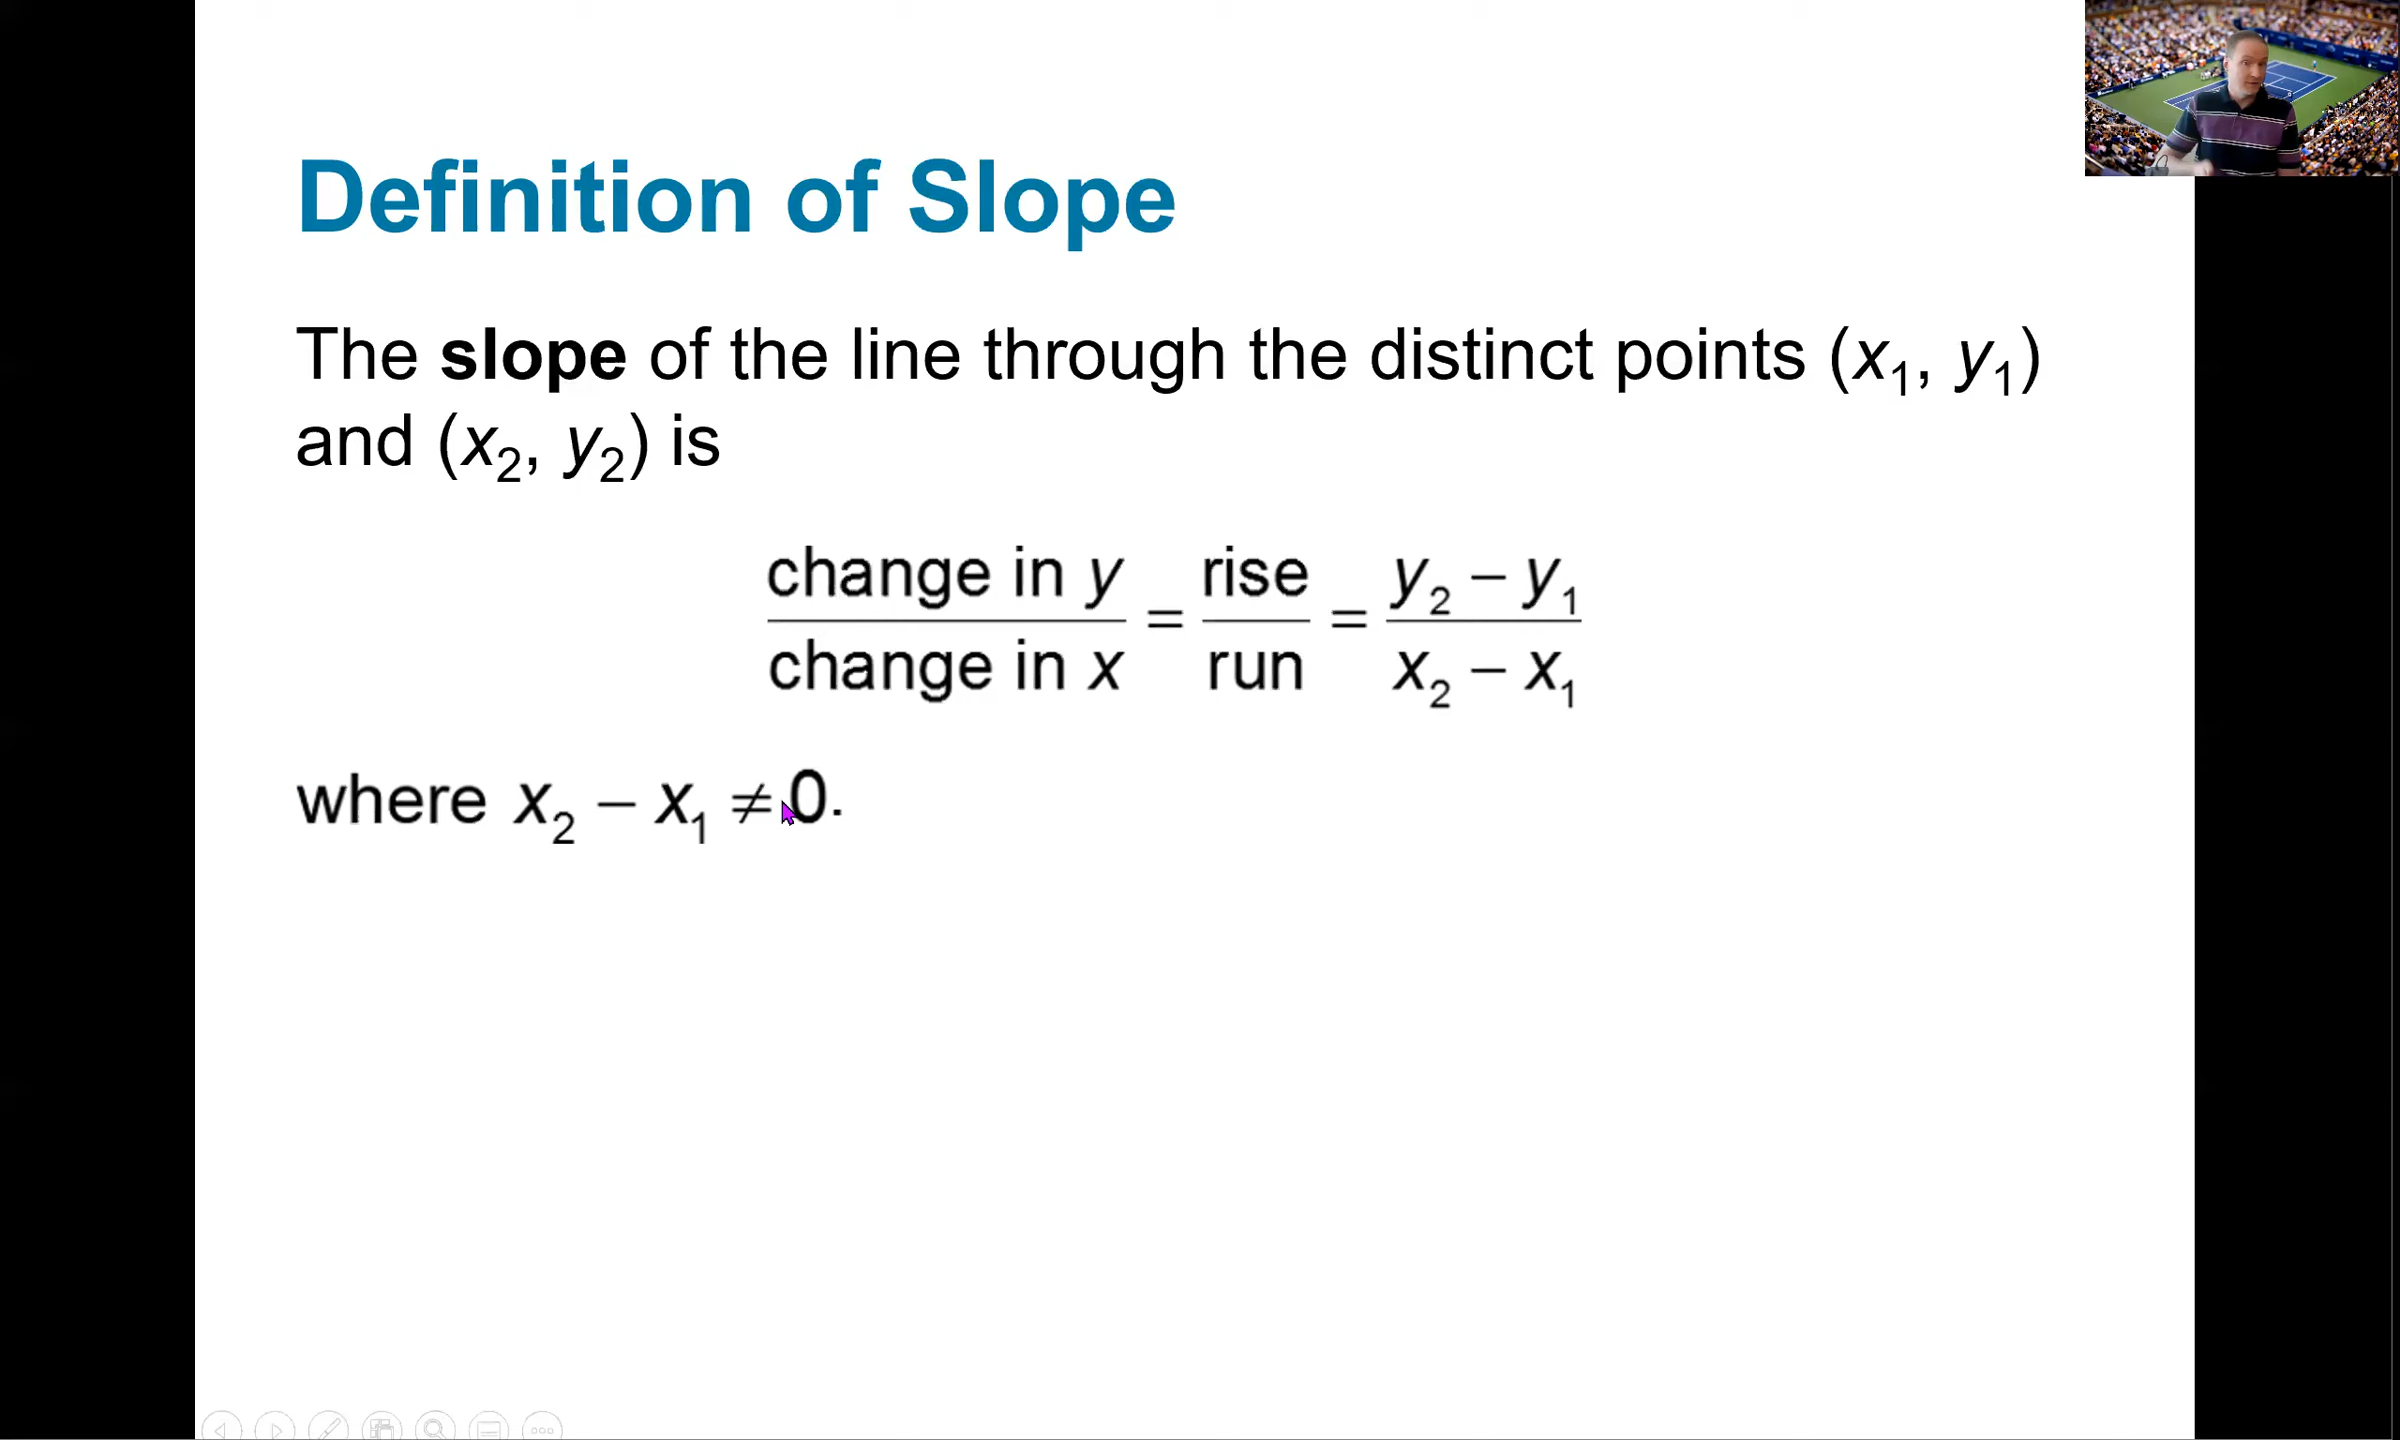 Definition of Slope
The slope of the line through the distinct points (x₁, y₁)
and (x₂, y₂) is
change in y / change in x = rise / run = y₂ − y₁ / x₂ − x₁
where x₂ − x₁ ≠ 0.